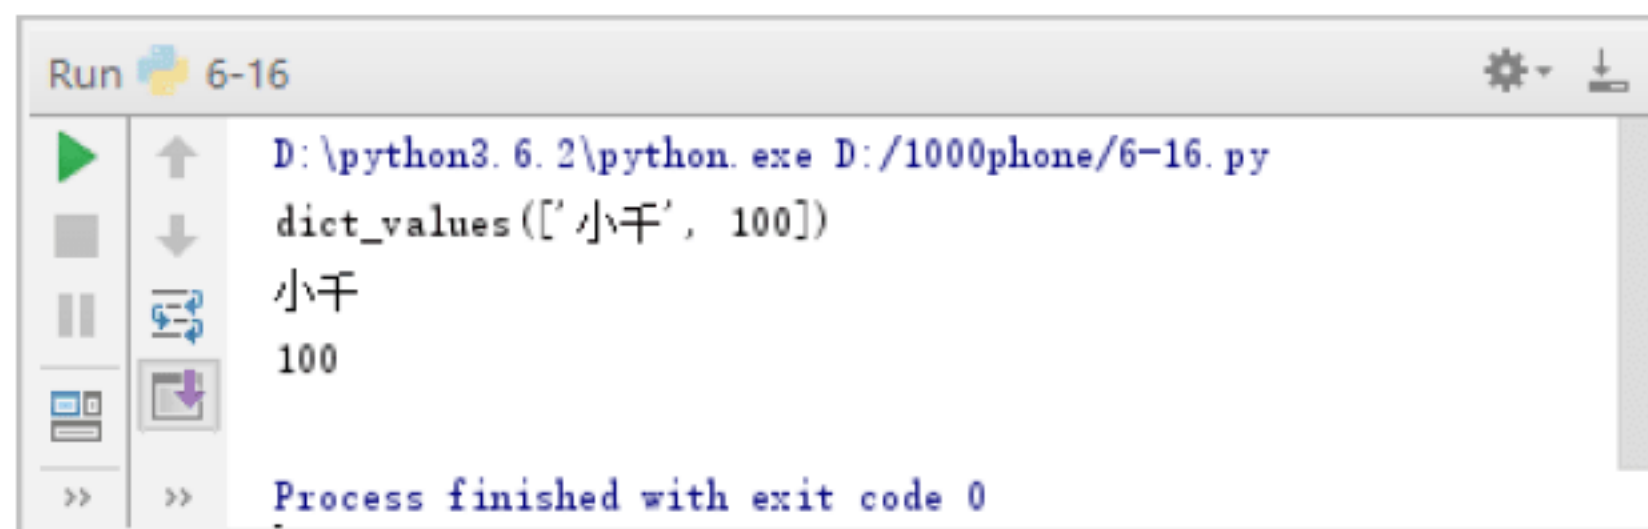 Run 6-16
D:\python3.6.2\python.exe D:/1000phone/6-16.py
dict_values(['小千', 100])
小千
100
Process finished with exit code 0